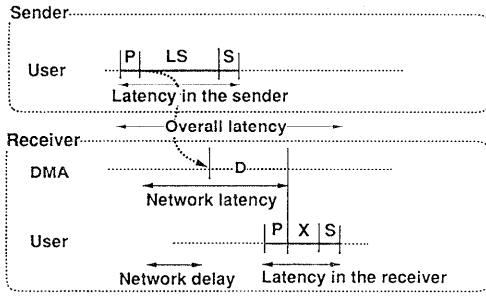 Sender
P LS S
User
Latency in the sender
Overall latency
Receiver
DMA
D
Network latency
P X S
User
Network delay
Latency in the receiver